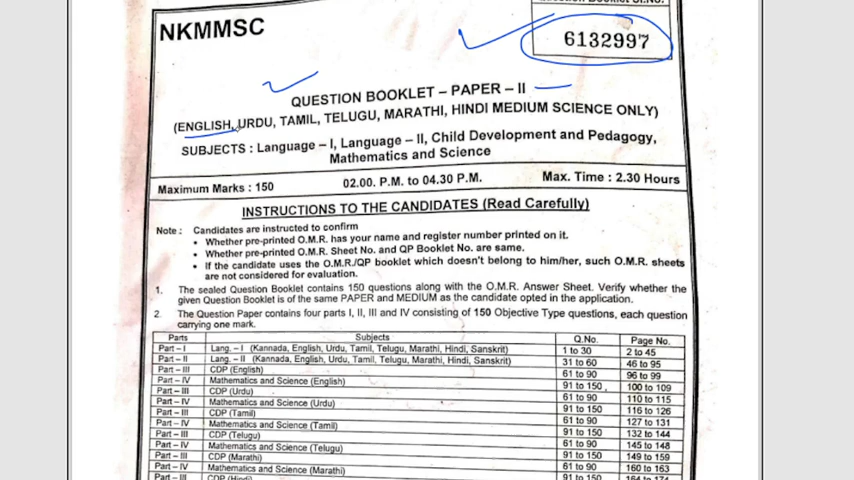 Question Booklet Sl.No.
NKMMSC
6132997
QUESTION BOOKLET – PAPER – II
(ENGLISH, URDU, TAMIL, TELUGU, MARATHI, HINDI MEDIUM SCIENCE ONLY)
SUBJECTS : Language – I, Language – II, Child Development and Pedagogy,
Mathematics and Science
Maximum Marks : 150 02.00. P.M. to 04.30 P.M. Max. Time : 2.30 Hours
INSTRUCTIONS TO THE CANDIDATES (Read Carefully)
Note : Candidates are instructed to confirm
• Whether pre-printed O.M.R. has your name and register number printed on it.
• Whether pre-printed O.M.R. Sheet No. and QP Booklet No. are same.
• If the candidate uses the O.M.R./QP booklet which doesn't belong to him/her, such O.M.R. sheets
are not considered for evaluation.
1. The sealed Question Booklet contains 150 questions along with the O.M.R. Answer Sheet. Verify whether the
given Question Booklet is of the same PAPER and MEDIUM as the candidate opted in the application.
2. The Question Paper contains four parts I, II, III and IV consisting of 150 Objective Type questions, each question
carrying one mark.
Parts Subjects Q.No. Page No.
Part – I Lang. – I (Kannada, English, Urdu, Tamil, Telugu, Marathi, Hindi, Sanskrit) 1 to 30 2 to 45
Part – II Lang. – II (Kannada, English, Urdu, Tamil, Telugu, Marathi, Hindi, Sanskrit) 31 to 60 46 to 95
Part – III CDP (English) 61 to 90 96 to 99
Part – IV Mathematics and Science (English) 91 to 150 100 to 109
Part – III CDP (Urdu) 61 to 90 110 to 115
Part – IV Mathematics and Science (Urdu) 91 to 150 116 to 126
Part – III CDP (Tamil) 61 to 90 127 to 131
Part – IV Mathematics and Science (Tamil) 91 to 150 132 to 144
Part – III CDP (Telugu) 61 to 90 145 to 148
Part – IV Mathematics and Science (Telugu) 91 to 150 149 to 159
Part – III CDP (Marathi) 61 to 90 160 to 163
Part – IV Mathematics and Science (Marathi) 91 to 150 164 to 174
Part – III CDP (Hindi)